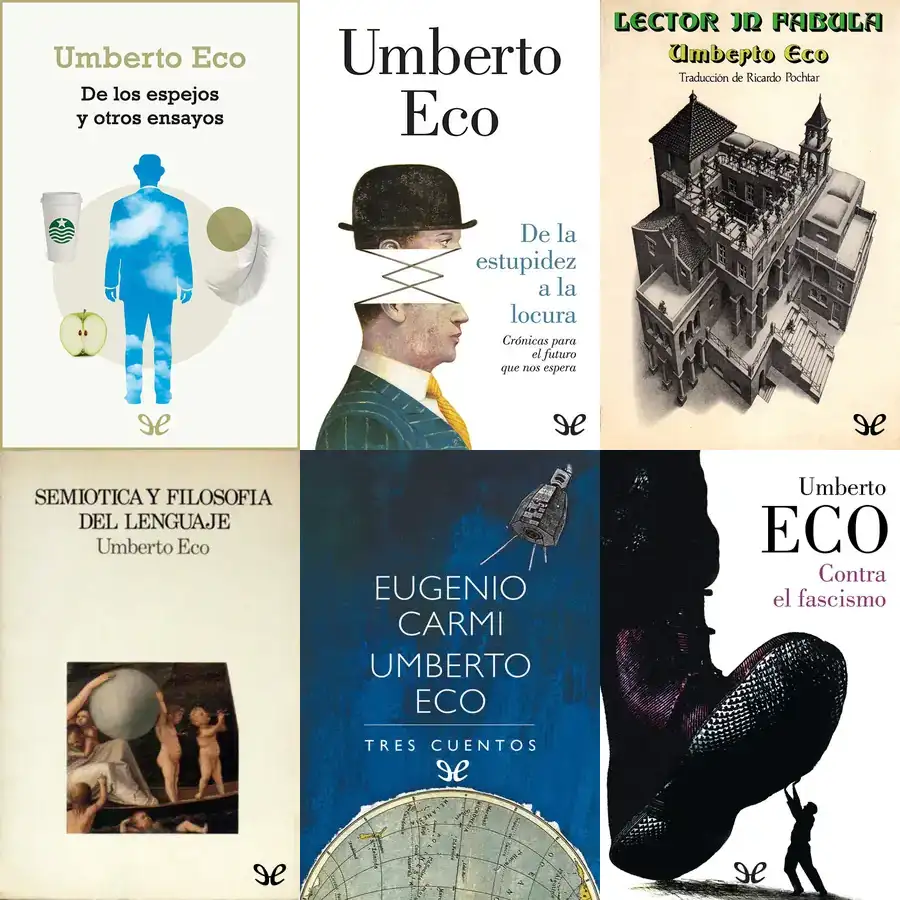 Umberto Eco
De los espejos
y otros ensayos
Umberto
Eco
De la
estupidez
a la
locura
Crónicas para
el futuro
que nos espera
LECTOR IN FABULA
Umberto Eco
Traducción de Ricardo Pochtar
SEMIOTICA Y FILOSOFIA
DEL LENGUAJE
Umberto Eco
EUGENIO
CARMI
UMBERTO
ECO
TRES CUENTOS
Umberto
ECO
Contra
el fascismo